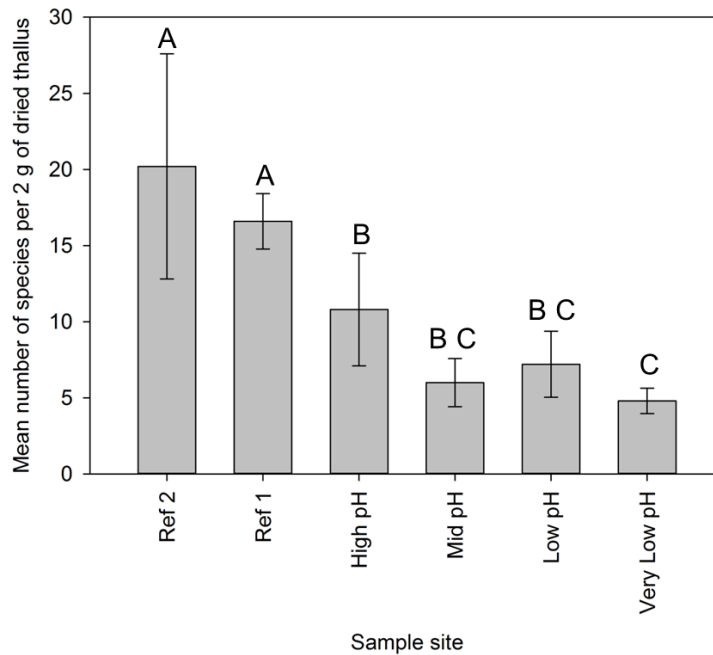 Mean number of species per 2 g of dried thallus
30
25
20
15
10
5
0
A
A
B
B C
B C
C
Ref 2
Ref 1
High pH
Mid pH
Low pH
Very Low pH
Sample site